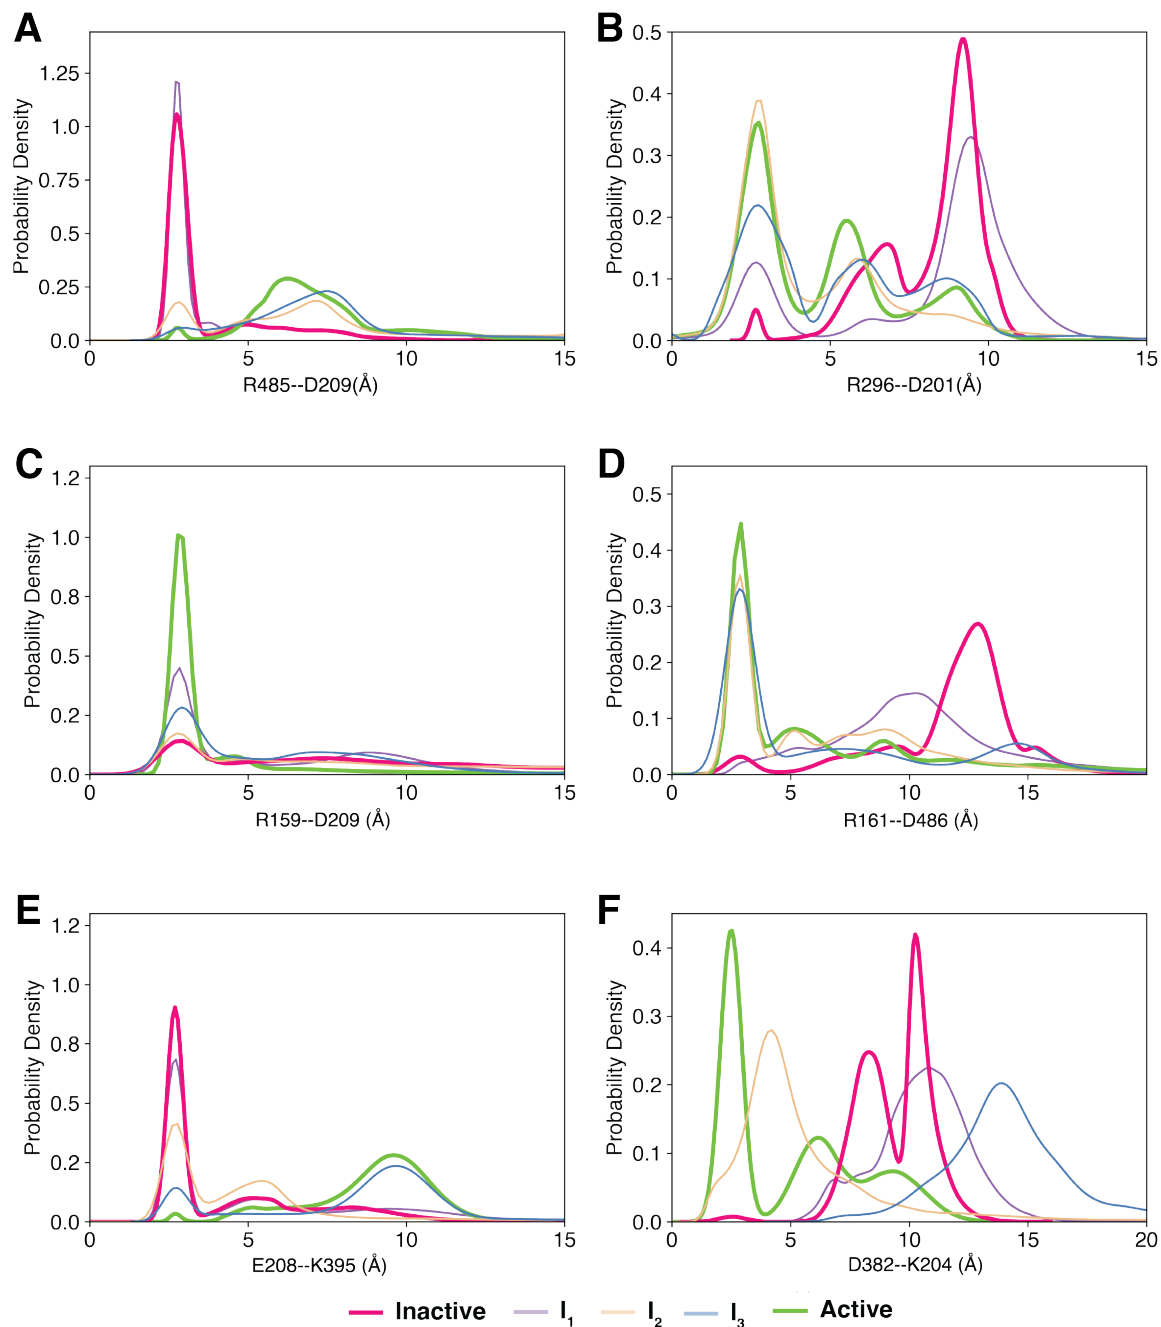 A
Probability Density
1.25
1.0
0.75
0.5
0.25
0.0
0 5 10 15
R485--D209(Å)
B
Probability Density
0.5
0.4
0.3
0.2
0.1
0.0
0 5 10 15
R296--D201(Å)
C
Probability Density
1.2
1.0
0.8
0.5
0.2
0.0
0 5 10 15
R159--D209 (Å)
D
Probability Density
0.5
0.4
0.3
0.2
0.1
0.0
0 5 10 15
R161--D486 (Å)
E
Probability Density
1.2
1.0
0.8
0.5
0.2
0.0
0 5 10 15
E208--K395 (Å)
F
Probability Density
0.4
0.3
0.2
0.1
0.0
0 5 10 15 20
D382--K204 (Å)
Inactive I1 I2 I3 Active